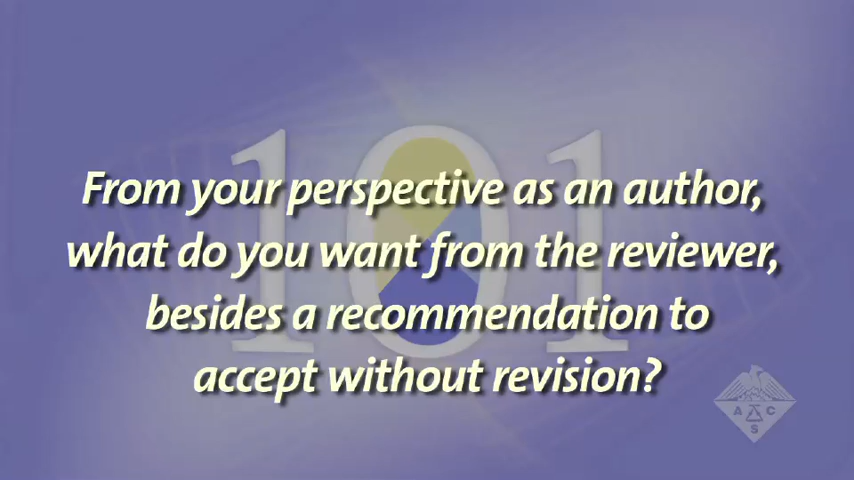 101
From your perspective as an author,
what do you want from the reviewer,
besides a recommendation to
accept without revision?
A C
S